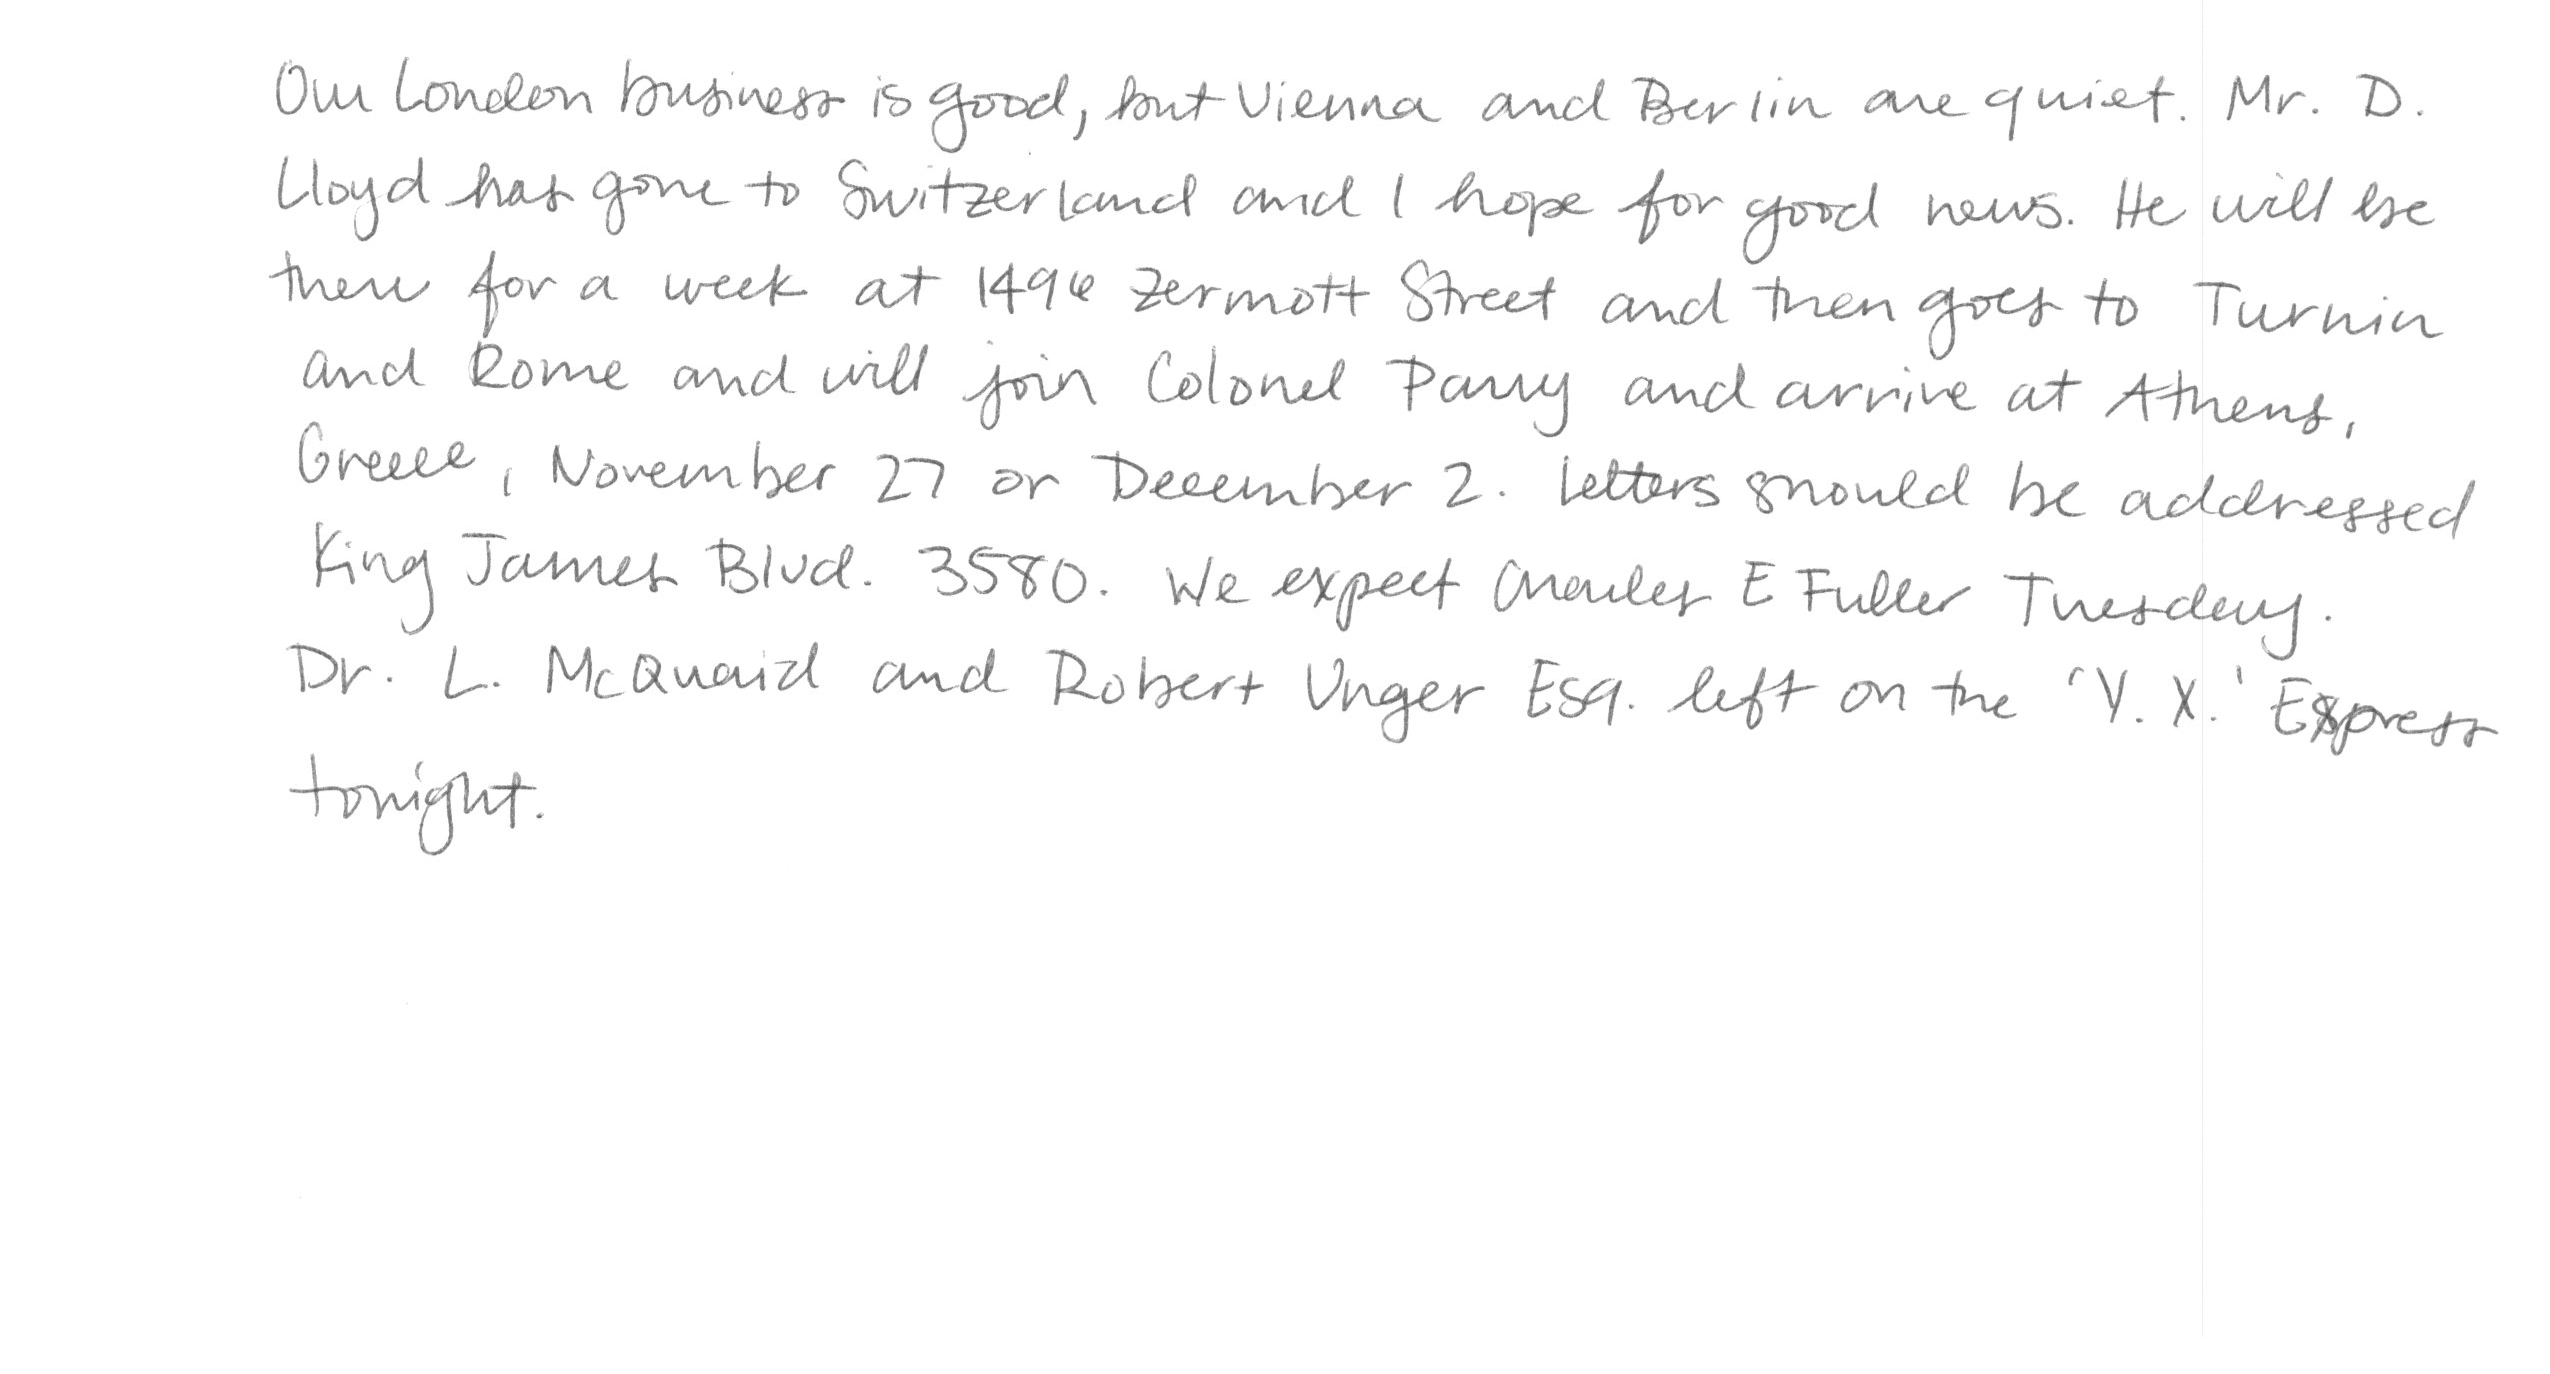 Our London business is good, but Vienna and Berlin are quiet. Mr. D.
Lloyd has gone to Switzerland and I hope for good news. He will be
there for a week at 1496 Zermott Street and then goes to Turnin
and Rome and will join Colonel Parry and arrive at Athens,
Greece, November 27 or December 2. Letters should be addressed
King James Blvd. 3580. We expect Charles E Fuller Tuesday.
Dr. L. McQuaid and Robert Unger Esq. left on the 'Y. X.' Express
tonight.